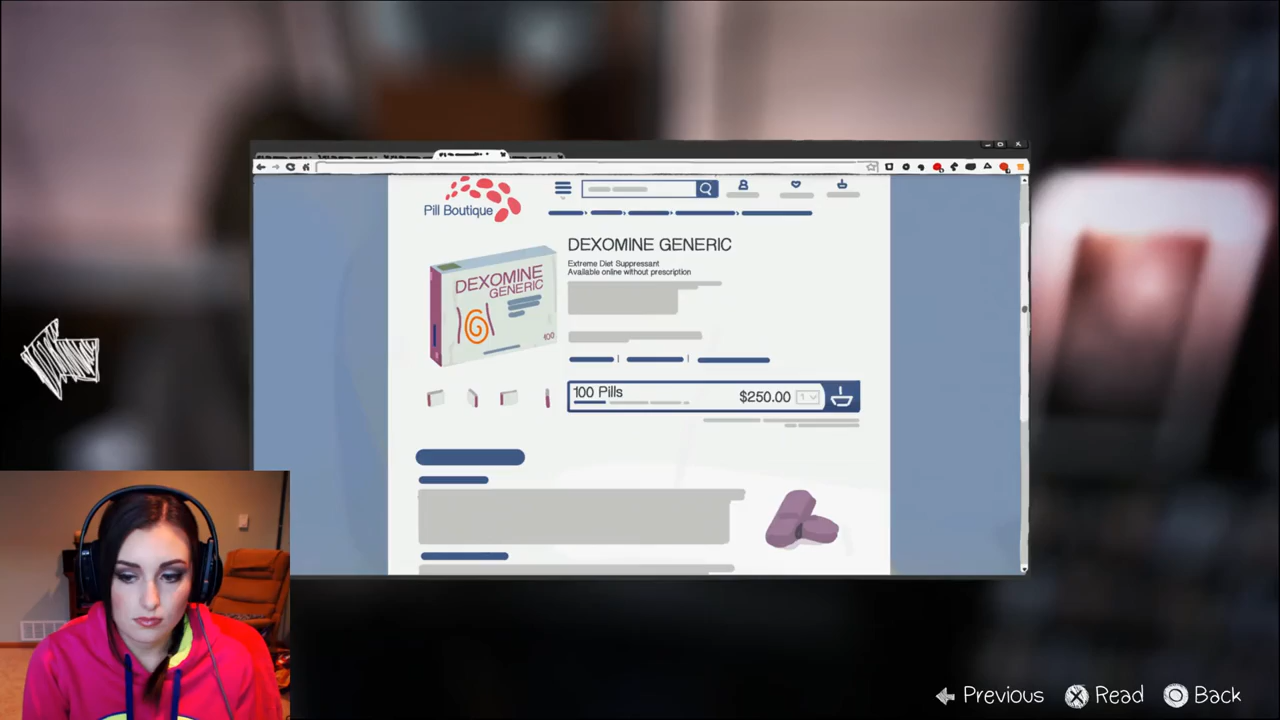 Pill Boutique
DEXOMINE GENERIC
Extreme Diet Suppressant
Available online without prescription
DEXOMINE
GENERIC
100
100 Pills $250.00 1
Previous Read Back